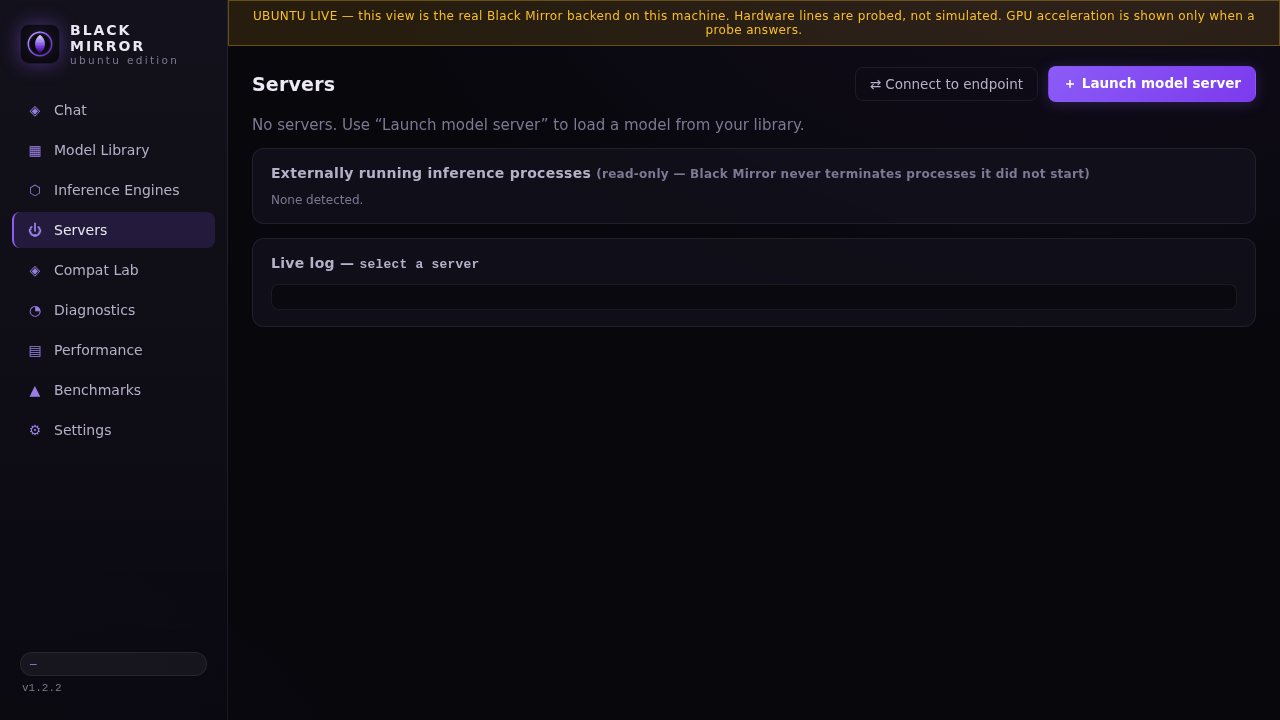 UBUNTU LIVE — this view is the real Black Mirror backend on this machine. Hardware lines are probed, not simulated. GPU acceleration is shown only when a
probe answers.
BLACK
MIRROR
ubuntu edition
Chat
Model Library
Inference Engines
Servers
Compat Lab
Diagnostics
Performance
Benchmarks
Settings
—
v1.2.2
Servers
⇄ Connect to endpoint
+ Launch model server
No servers. Use “Launch model server” to load a model from your library.
Externally running inference processes (read-only — Black Mirror never terminates processes it did not start)
None detected.
Live log — select a server